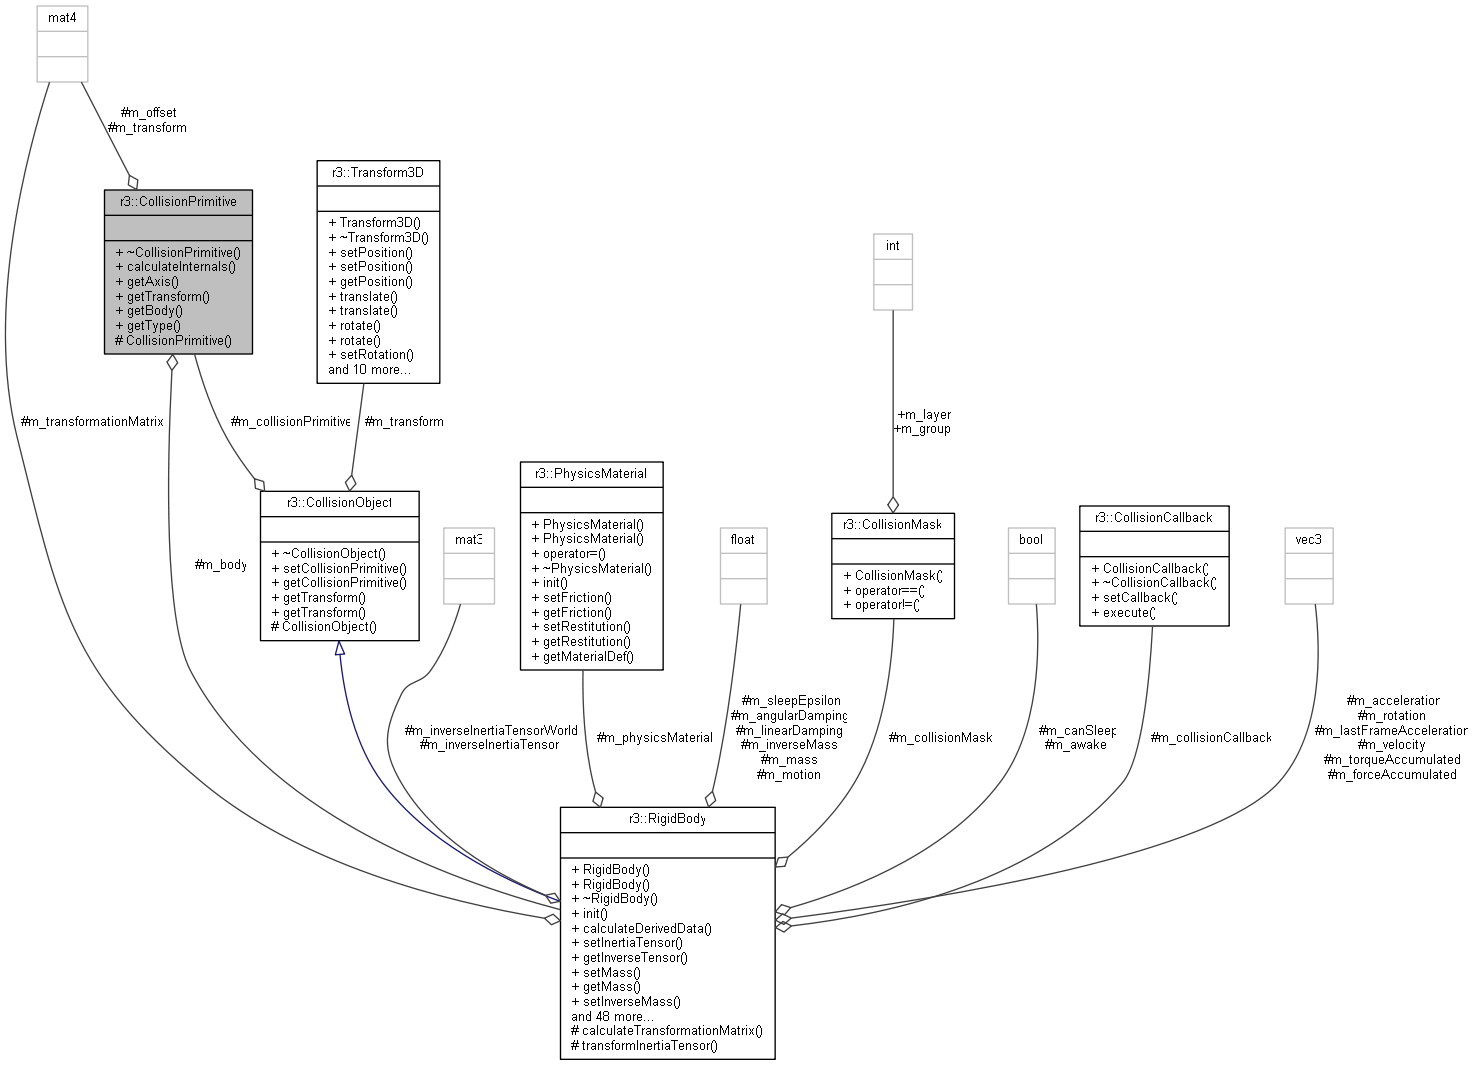 mat4
#m_offset
#m_transform
r3::CollisionPrimitive
+ ~CollisionPrimitive()
+ calculateInternals()
+ getAxis()
+ getTransform()
+ getBody()
+ getType()
# CollisionPrimitive()
r3::Transform3D
+ Transform3D()
+ ~Transform3D()
+ setPosition()
+ setPosition()
+ getPosition()
+ translate()
+ translate()
+ rotate()
+ rotate()
+ setRotation()
and 10 more...
int
+m_layer
+m_group
#m_transformationMatrix
#m_collisionPrimitive
#m_transform
r3::CollisionObject
+ ~CollisionObject()
+ setCollisionPrimitive()
+ getCollisionPrimitive()
+ getTransform()
+ getTransform()
# CollisionObject()
#m_body
mat3
r3::PhysicsMaterial
+ PhysicsMaterial()
+ PhysicsMaterial()
+ operator=()
+ ~PhysicsMaterial()
+ init()
+ setFriction()
+ getFriction()
+ setRestitution()
+ getRestitution()
+ getMaterialDef()
float
r3::CollisionMask
+ CollisionMask(
+ operator==(
+ operator!=(
bool
r3::CollisionCallback
+ CollisionCallback(
+ ~CollisionCallback(
+ setCallback(
+ execute(
vec3
#m_inverseInertiaTensorWorld
#m_inverseInertiaTensor
#m_physicsMaterial
#m_sleepEpsilon
#m_angularDamping
#m_linearDamping
#m_inverseMass
#m_mass
#m_motion
#m_collisionMask
#m_canSleep
#m_awake
#m_collisionCallback
#m_acceleration
#m_rotation
#m_lastFrameAcceleration
#m_velocity
#m_torqueAccumulated
#m_forceAccumulated
r3::RigidBody
+ RigidBody()
+ RigidBody()
+ ~RigidBody()
+ init()
+ calculateDerivedData()
+ setInertiaTensor()
+ getInverseTensor()
+ setMass()
+ getMass()
+ setInverseMass()
and 48 more...
# calculateTransformationMatrix()
# transformInertiaTensor()